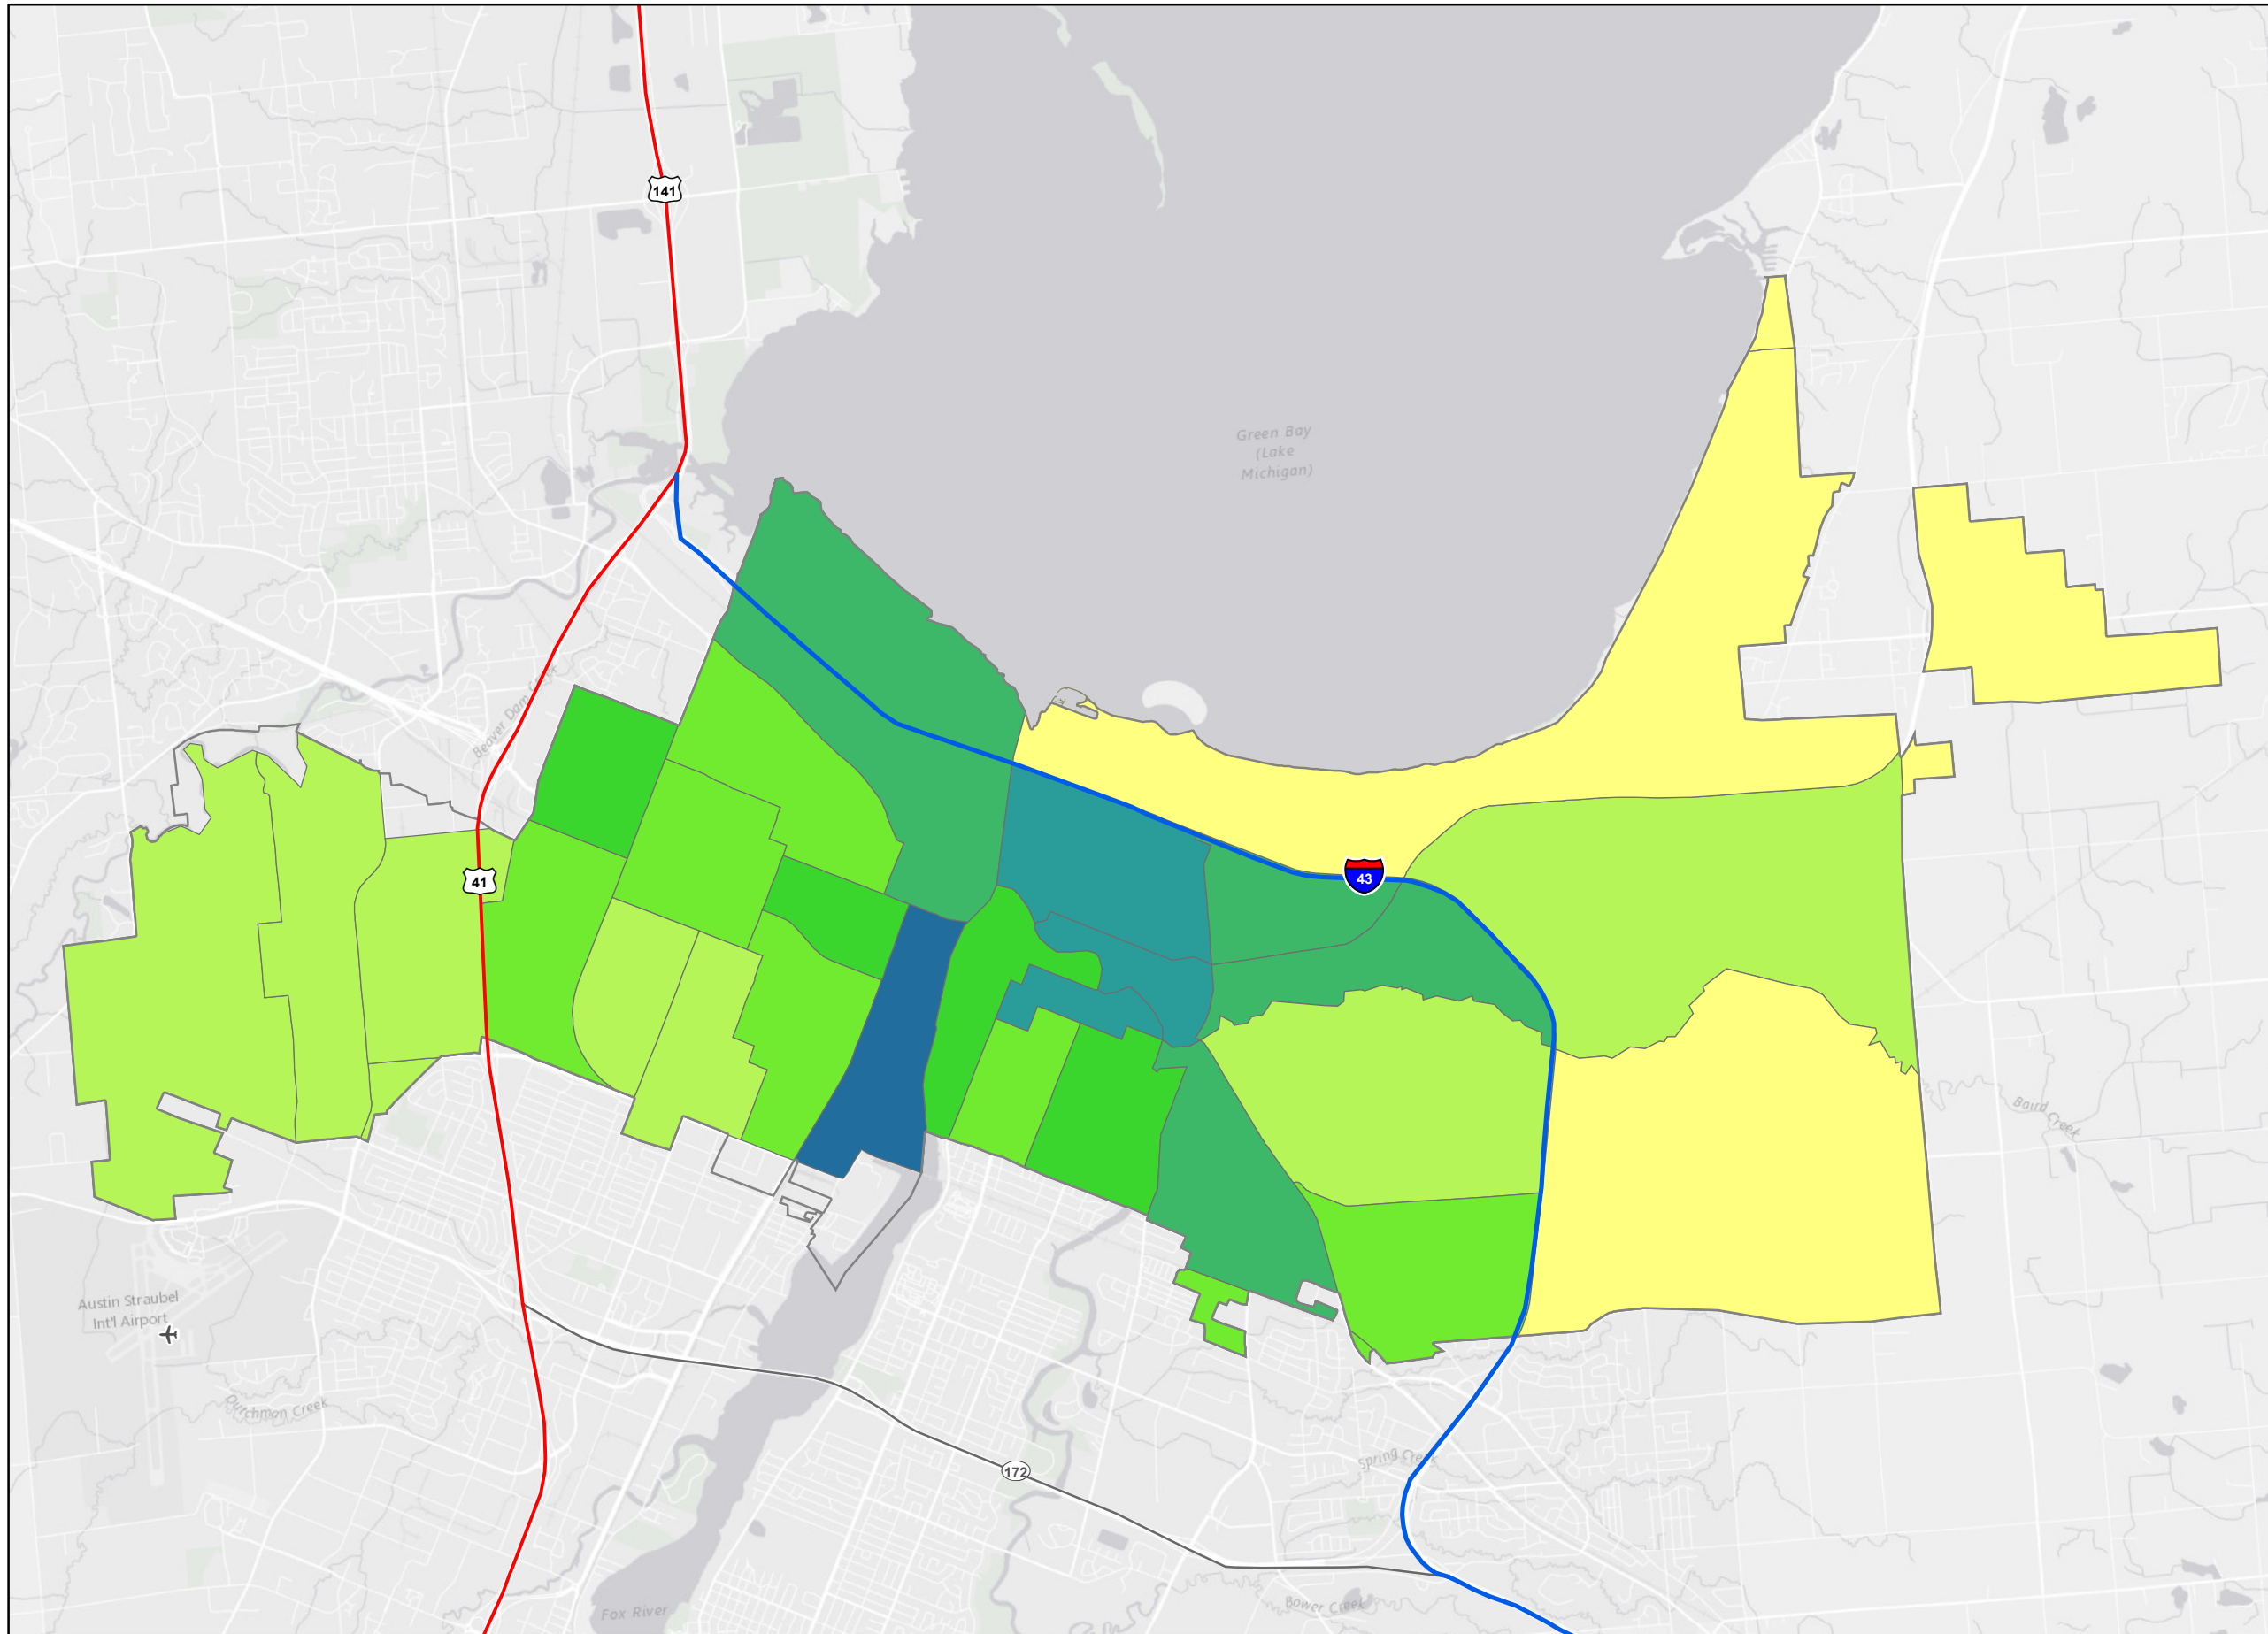 141
Green Bay
(Lake
Michigan)
Beaver Dam Creek
43
41
Baird
Creek
Austin Straubel
Int'l Airport
Dutchman Creek
172
Spring Creek
Fox River
Bower Creek